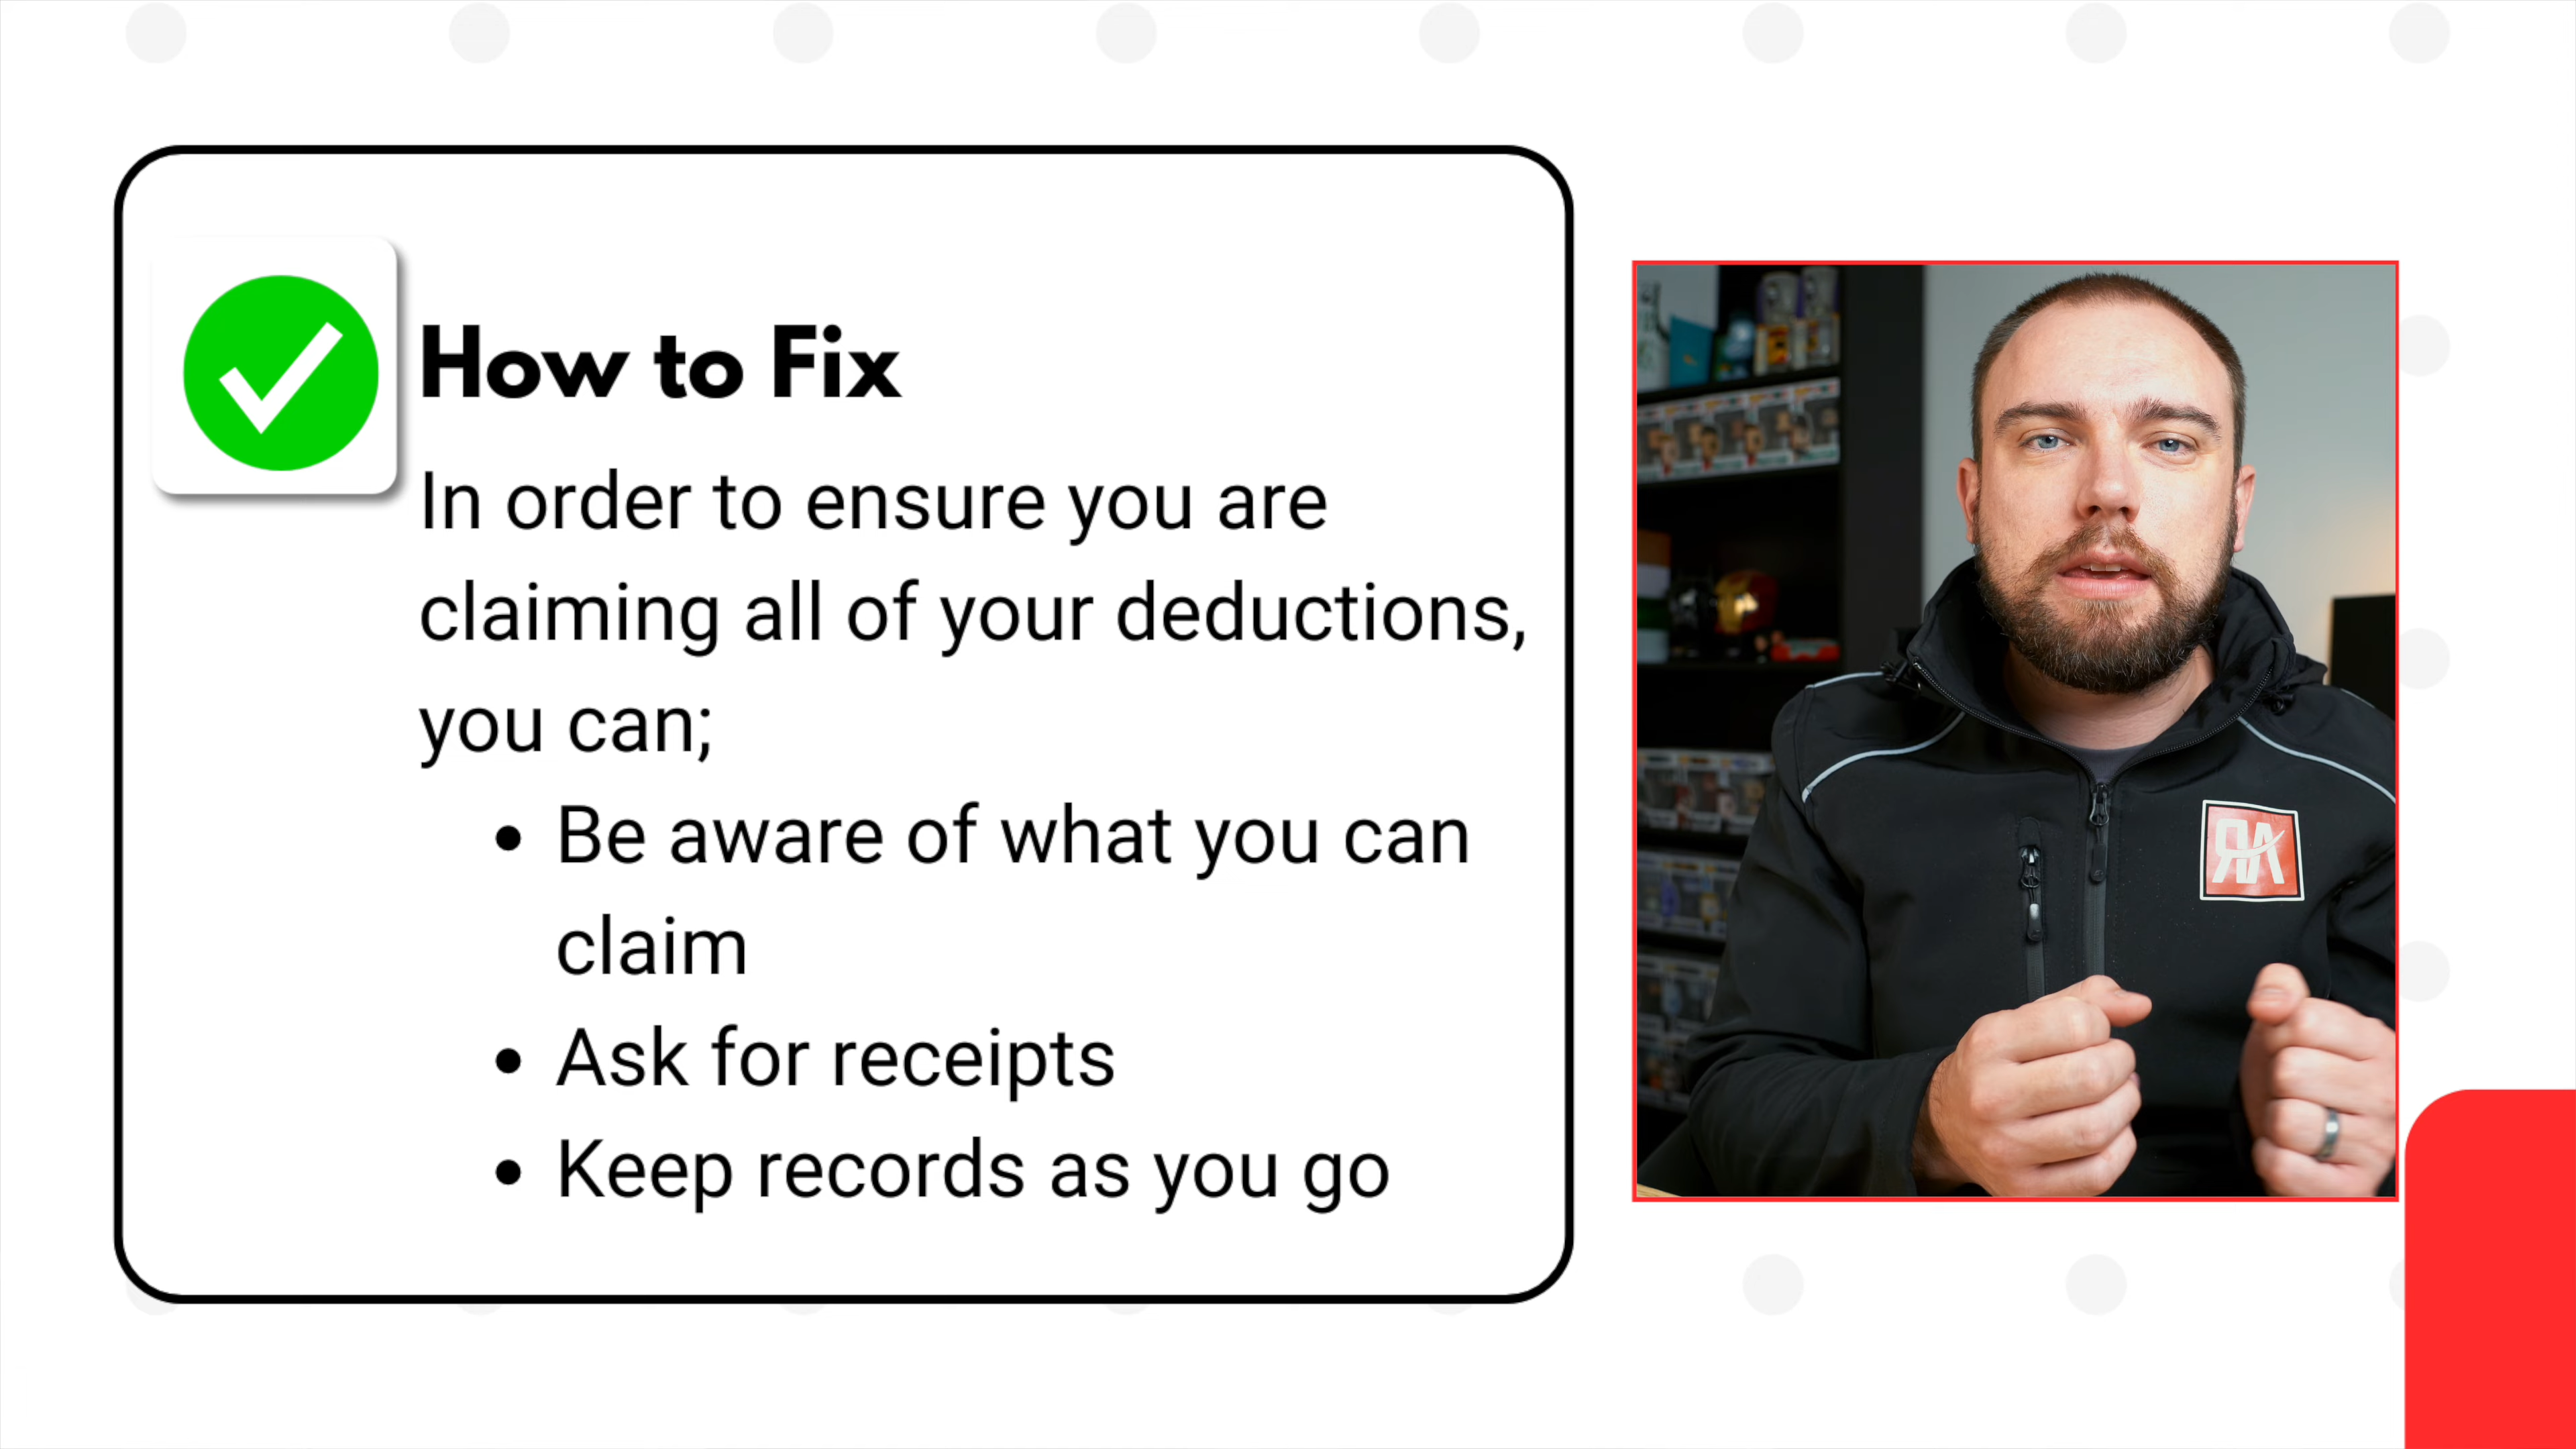 How to Fix
In order to ensure you are
claiming all of your deductions,
you can;
• Be aware of what you can
claim
• Ask for receipts
• Keep records as you go